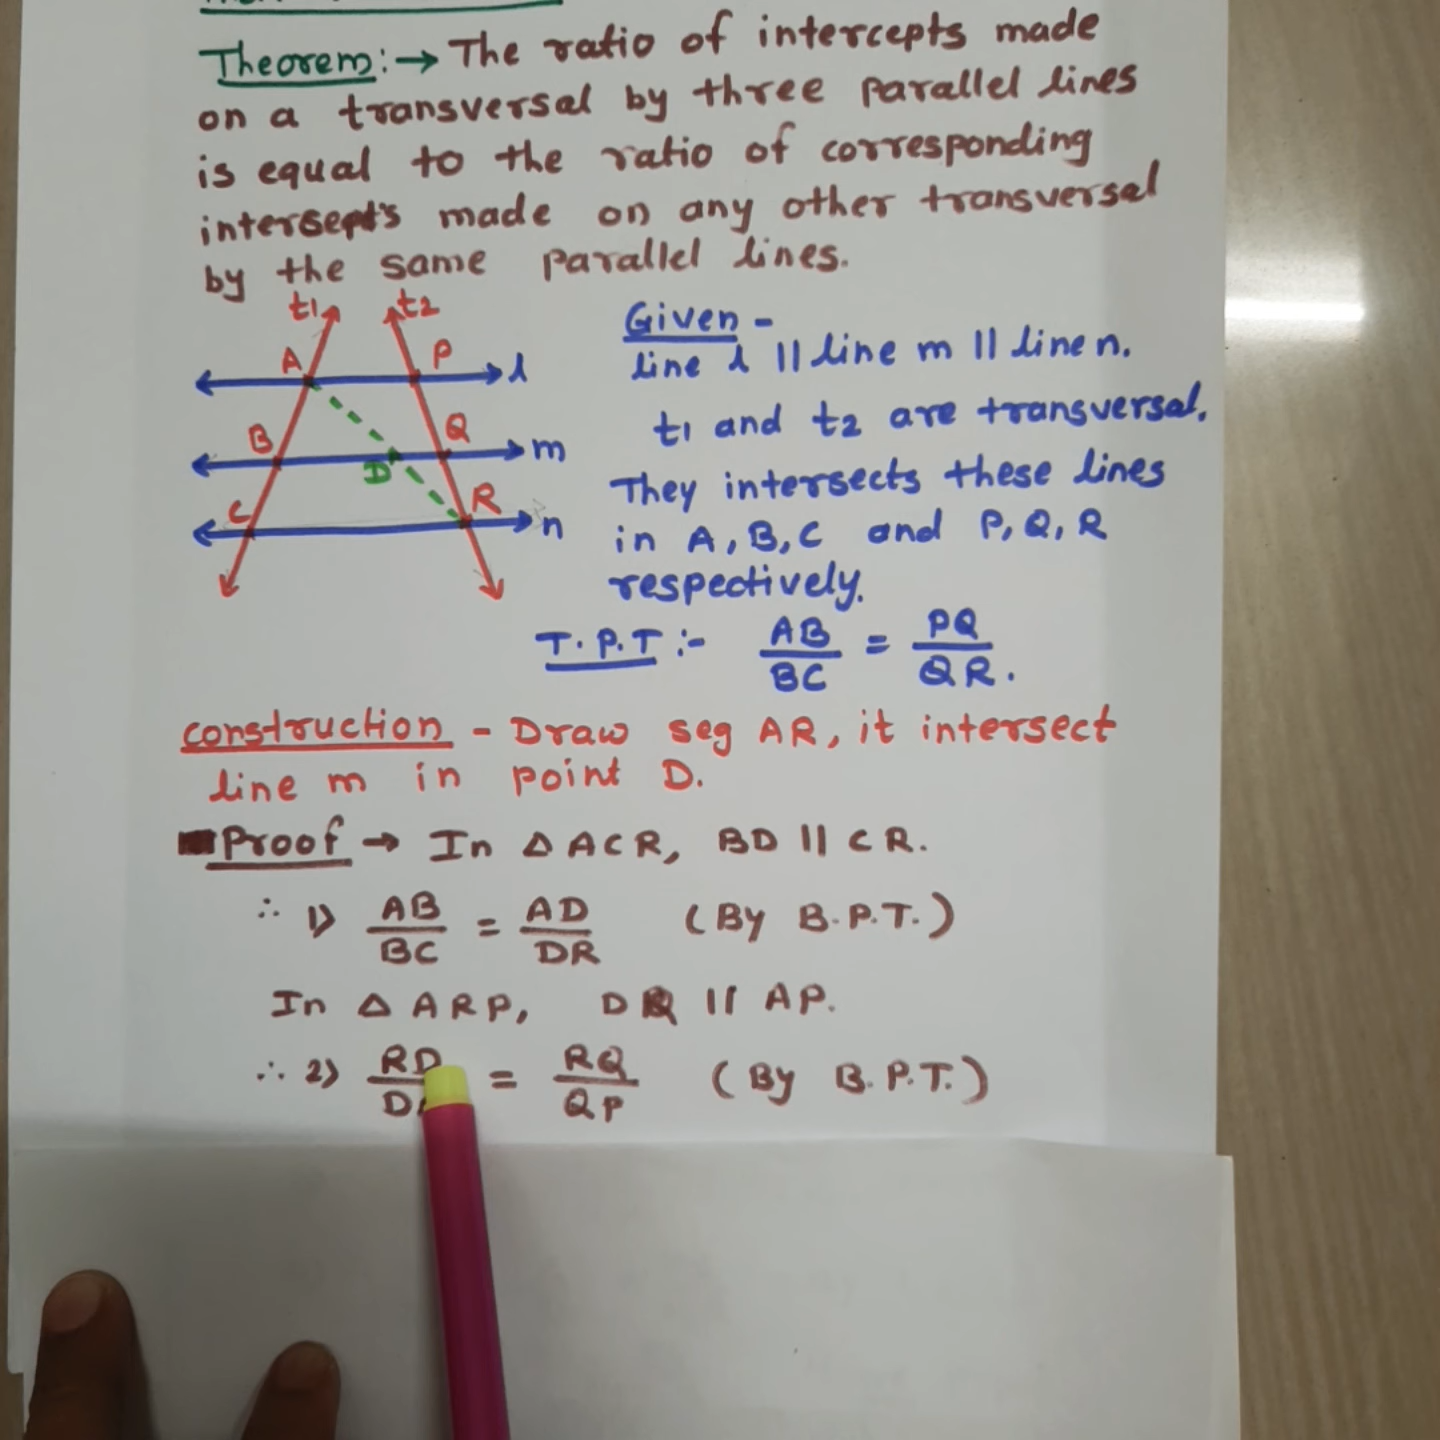 Theorem:→ The ratio of intercepts made
on a transversal by three parallel lines
is equal to the ratio of corresponding
intersept's made on any other transversal
by the same parallel lines.
t1 t2
A P l
B Q m
D
C R n
Given -
line l || line m || line n.
t1 and t2 are transversal.
They intersects these lines
in A, B, C and P, Q, R
respectively.
T.P.T :- AB/BC = PQ/QR.
construction - Draw seg AR, it intersect
line m in point D.
Proof → In △ ACR, BD || CR.
∴ 1) AB/BC = AD/DR (By B.P.T.)
In △ ARP, DQ || AP.
∴ 2) RD/D = RQ/QP (By B.P.T.)